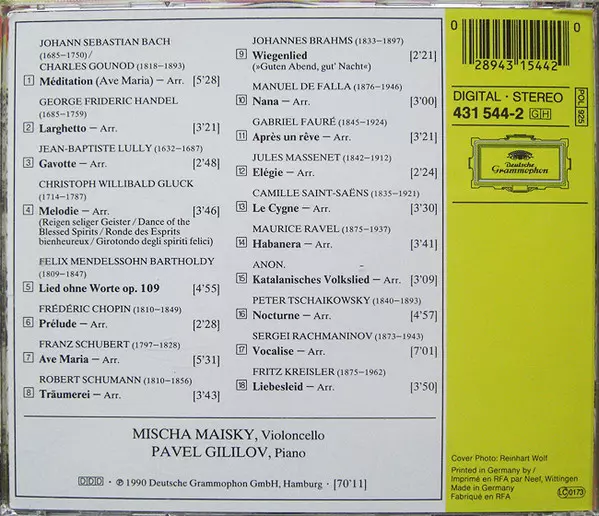 JOHANN SEBASTIAN BACH
(1685-1750)/
CHARLES GOUNOD (1818-1893)
1 Méditation (Ave Maria) – Arr. [5'28]
GEORGE FRIDERIC HANDEL
(1685-1759)
2 Larghetto – Arr. [3'21]
JEAN-BAPTISTE LULLY (1632-1687)
3 Gavotte – Arr. [2'48]
CHRISTOPH WILLIBALD GLUCK
(1714-1787)
4 Melodie – Arr. [3'46]
(Reigen seliger Geister / Dance of the
Blessed Spirits / Ronde des Esprits
bienheureux / Girotondo degli spiriti felici)
FELIX MENDELSSOHN BARTHOLDY
(1809-1847)
5 Lied ohne Worte op. 109 [4'55]
FRÉDÉRIC CHOPIN (1810-1849)
6 Prélude – Arr. [2'28]
FRANZ SCHUBERT (1797-1828)
7 Ave Maria – Arr. [5'31]
ROBERT SCHUMANN (1810-1856)
8 Träumerei – Arr. [3'43]
JOHANNES BRAHMS (1833-1897)
9 Wiegenlied [2'21]
(»Guten Abend, gut' Nacht«)
MANUEL DE FALLA (1876-1946)
10 Nana – Arr. [3'00]
GABRIEL FAURÉ (1845-1924)
11 Après un rêve – Arr. [3'21]
JULES MASSENET (1842-1912)
12 Elégie – Arr. [2'24]
CAMILLE SAINT-SAËNS (1835-1921)
13 Le Cygne – Arr. [3'30]
MAURICE RAVEL (1875-1937)
14 Habanera – Arr. [3'41]
ANON.
15 Katalanisches Volkslied – Arr. [3'09]
PETER TSCHAIKOWSKY (1840-1893)
16 Nocturne – Arr. [4'57]
SERGEI RACHMANINOV (1873-1943)
17 Vocalise – Arr. [7'01]
FRITZ KREISLER (1875-1962)
18 Liebesleid – Arr. [3'50]
MISCHA MAISKY, Violoncello
PAVEL GILILOV, Piano
DDD · ℗ 1990 Deutsche Grammophon GmbH, Hamburg · [70'11]
0 0 0
28943 15442
DIGITAL · STEREO
431 544-2 GH
POL 925
Deutsche
Grammophon
Cover Photo: Reinhart Wolf
Printed in Germany by /
Imprimé en RFA par Neef, Wittingen
Made in Germany
Fabriqué en RFA
LC 0173